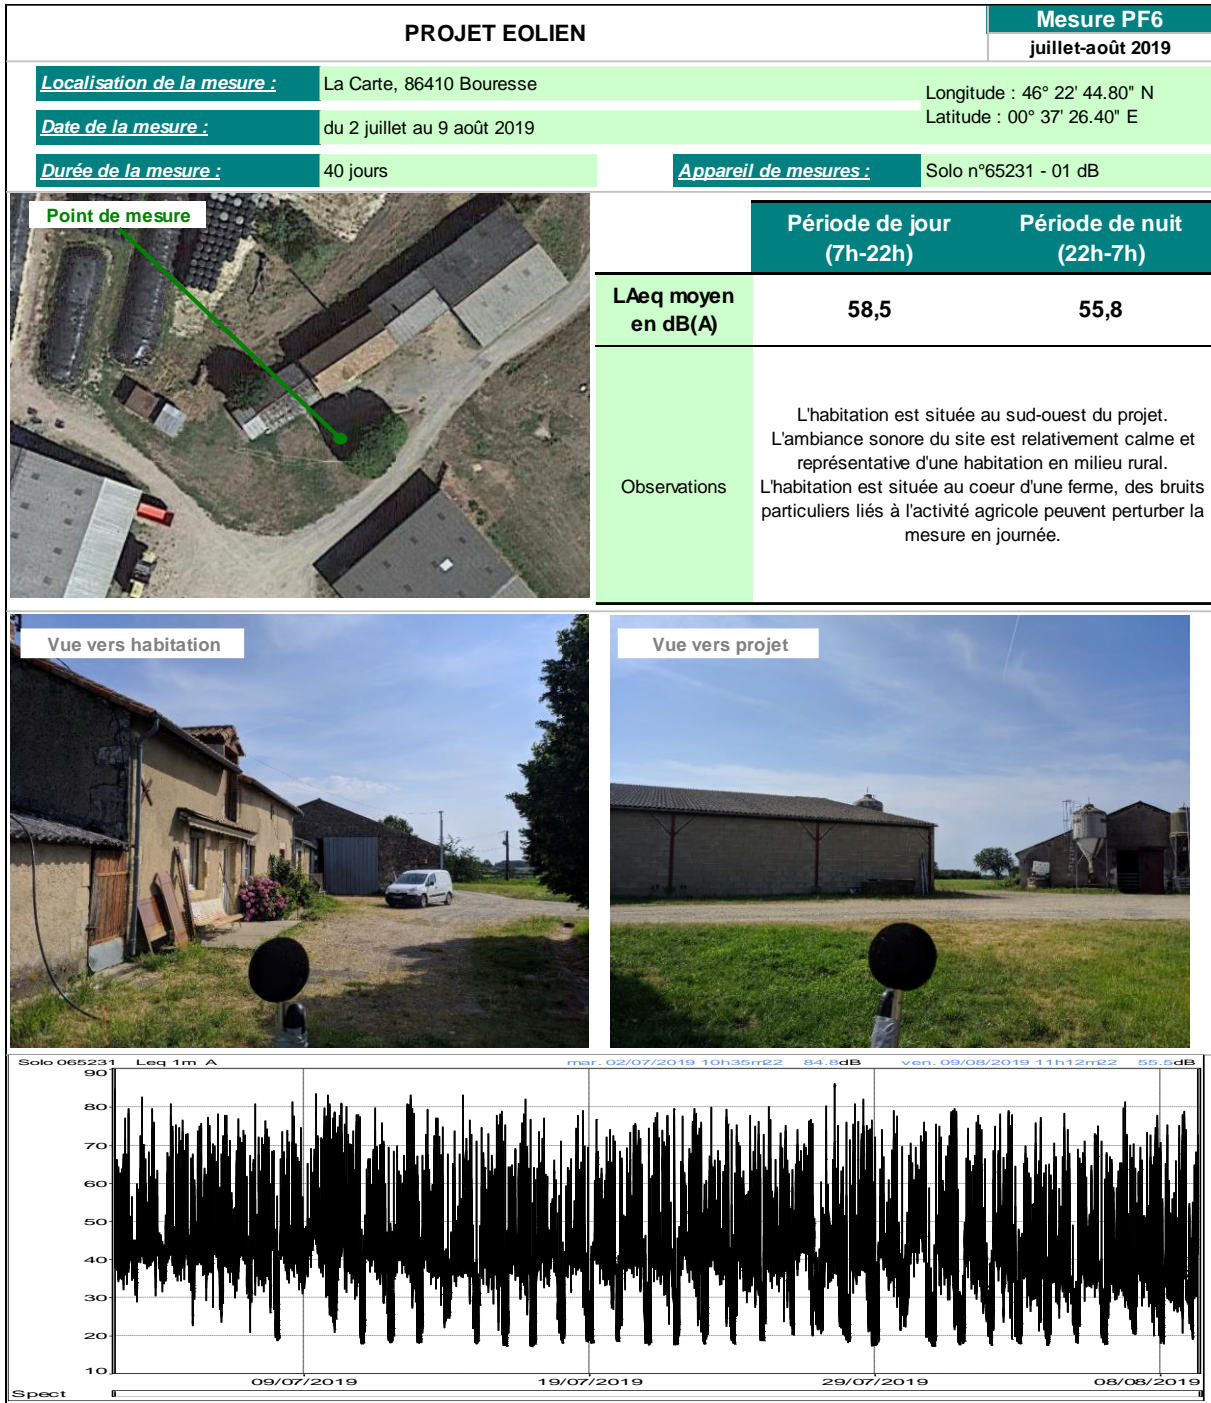 PROJET EOLIEN
Mesure PF6
juillet-août 2019
Localisation de la mesure :
La Carte, 86410 Bouresse
Longitude : 46° 22' 44.80" N
Latitude : 00° 37' 26.40" E
Date de la mesure :
du 2 juillet au 9 août 2019
Durée de la mesure :
40 jours
Appareil de mesures :
Solo n°65231 - 01 dB
Point de mesure
Période de jour
(7h-22h)
Période de nuit
(22h-7h)
LAeq moyen
en dB(A)
58,5
55,8
Observations
L'habitation est située au sud-ouest du projet.
L'ambiance sonore du site est relativement calme et
représentative d'une habitation en milieu rural.
L'habitation est située au coeur d'une ferme, des bruits
particuliers liés à l'activité agricole peuvent perturber la
mesure en journée.
Vue vers habitation
Vue vers projet
Solo 065231 Leq 1m A mar. 02/07/2019 10h35m22 84.8dB ven. 09/08/2019 11h12m22 55.5dB
90
80
70
60
50
40
30
20
10
09/07/2019 19/07/2019 29/07/2019 08/08/2019
Spect